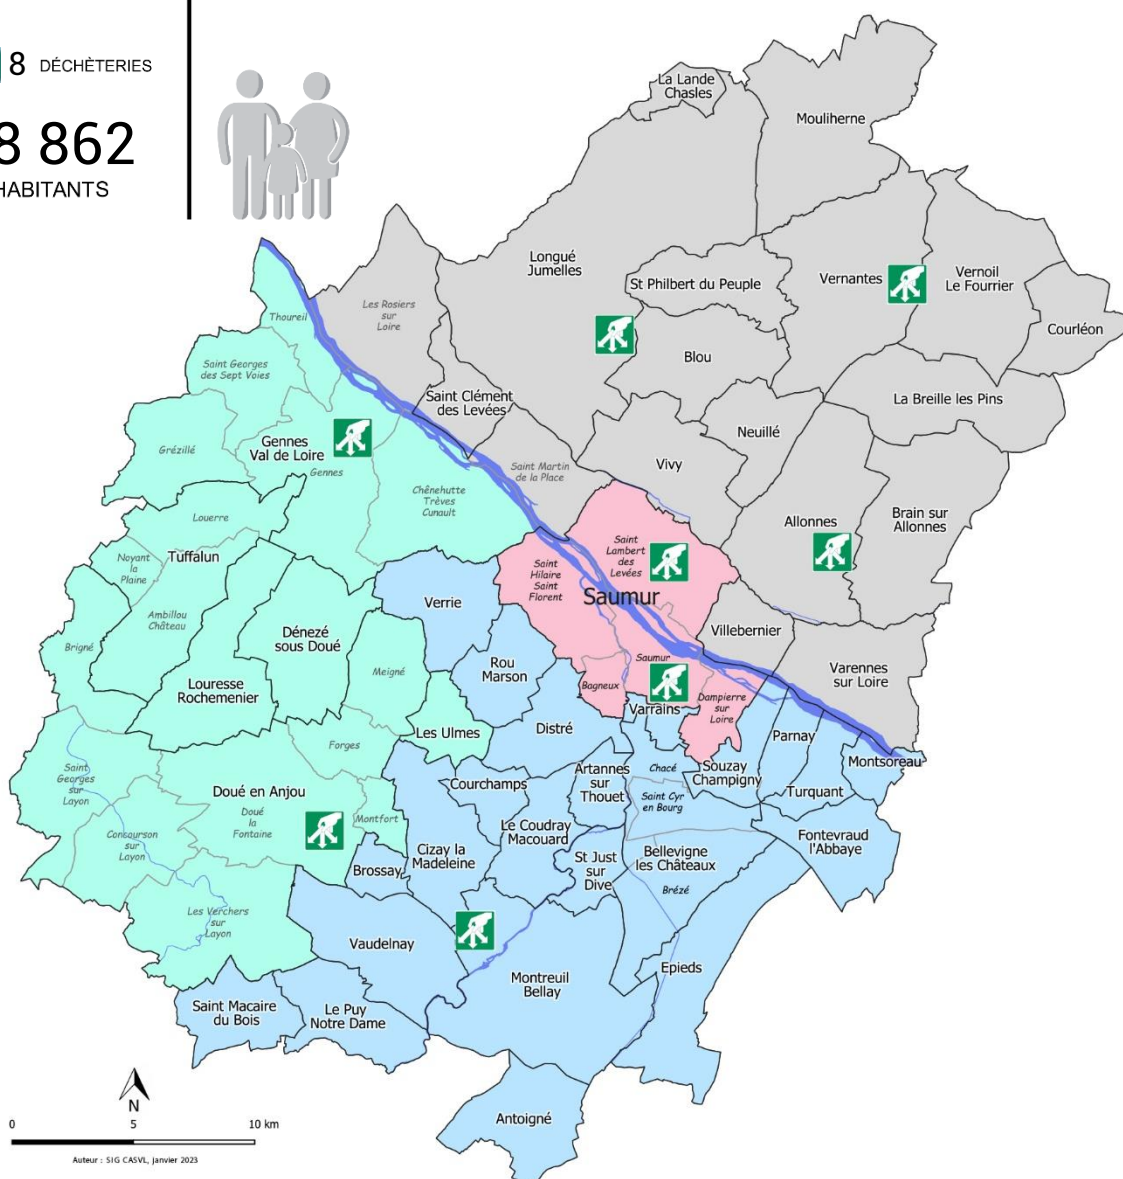 8 DÉCHÈTERIES
8 862
HABITANTS
La Lande
Chasles
Mouliherne
Longué
Jumelles
St Philbert du Peuple
Vernantes
Vernoil
Le Fourrier
Courléon
Les Rosiers
sur
Loire
Thoureil
Blou
Saint Georges
des Sept Voies
Saint Clément
des Levées
La Breille les Pins
Neuillé
Gennes
Val de Loire
Grézillé
Gennes
Vivy
Saint Martin
de la Place
Chênehutte
Trèves
Cunault
Louerre
Allonnes
Brain sur
Allonnes
Tuffalun
Noyant
la
Plaine
Saint
Lambert
des
Levées
Saint
Hilaire
Saint
Florent
Saumur
Verrie
Ambillou
Château
Villebernier
Dénezé
sous Doué
Brigné
Saumur
Rou
Marson
Meigné
Bagneux
Varennes
sur Loire
Louresse
Rochemenier
Dampierre
sur
Loire
Varrains
Distré
Les Ulmes
Parnay
Forges
Montsoreau
Saint
Georges
sur
Layon
Chacé
Souzay
Champigny
Artannes
sur
Thouet
Courchamps
Turquant
Doué en Anjou
Saint Cyr
en Bourg
Doué
la
Fontaine
Montfort
Concourson
sur
Layon
Le Coudray
Macouard
Fontevraud
l'Abbaye
Cizay la
Madeleine
Bellevigne
les Châteaux
St Just
sur
Dive
Brossay
Brézé
Les Verchers
sur
Layon
Vaudelnay
Epieds
Montreuil
Bellay
Saint Macaire
du Bois
Le Puy
Notre Dame
Antoigné
N
0 5 10 km
Auteur : SIG CASVL, janvier 2023